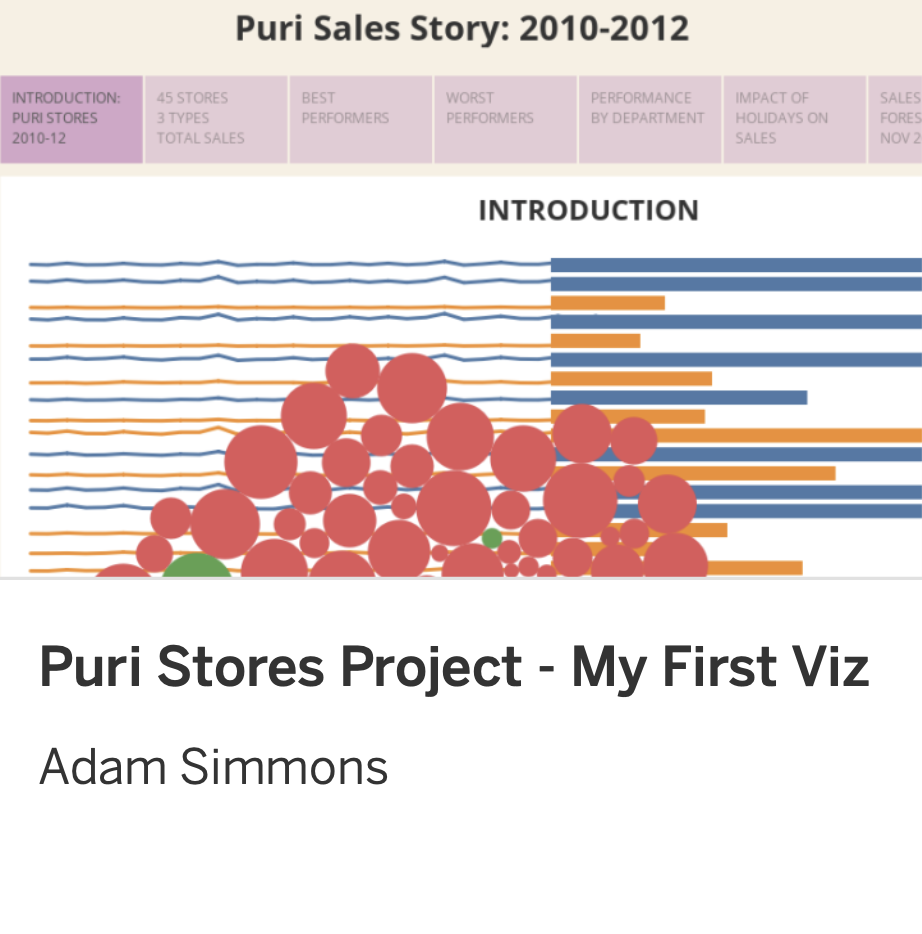 Puri Sales Story: 2010-2012
INTRODUCTION:
PURI STORES
2010-12
45 STORES
3 TYPES
TOTAL SALES
BEST
PERFORMERS
WORST
PERFORMERS
PERFORMANCE
BY DEPARTMENT
IMPACT OF
HOLIDAYS ON
SALES
SALES
FORES
NOV 2
INTRODUCTION
Puri Stores Project - My First Viz
Adam Simmons